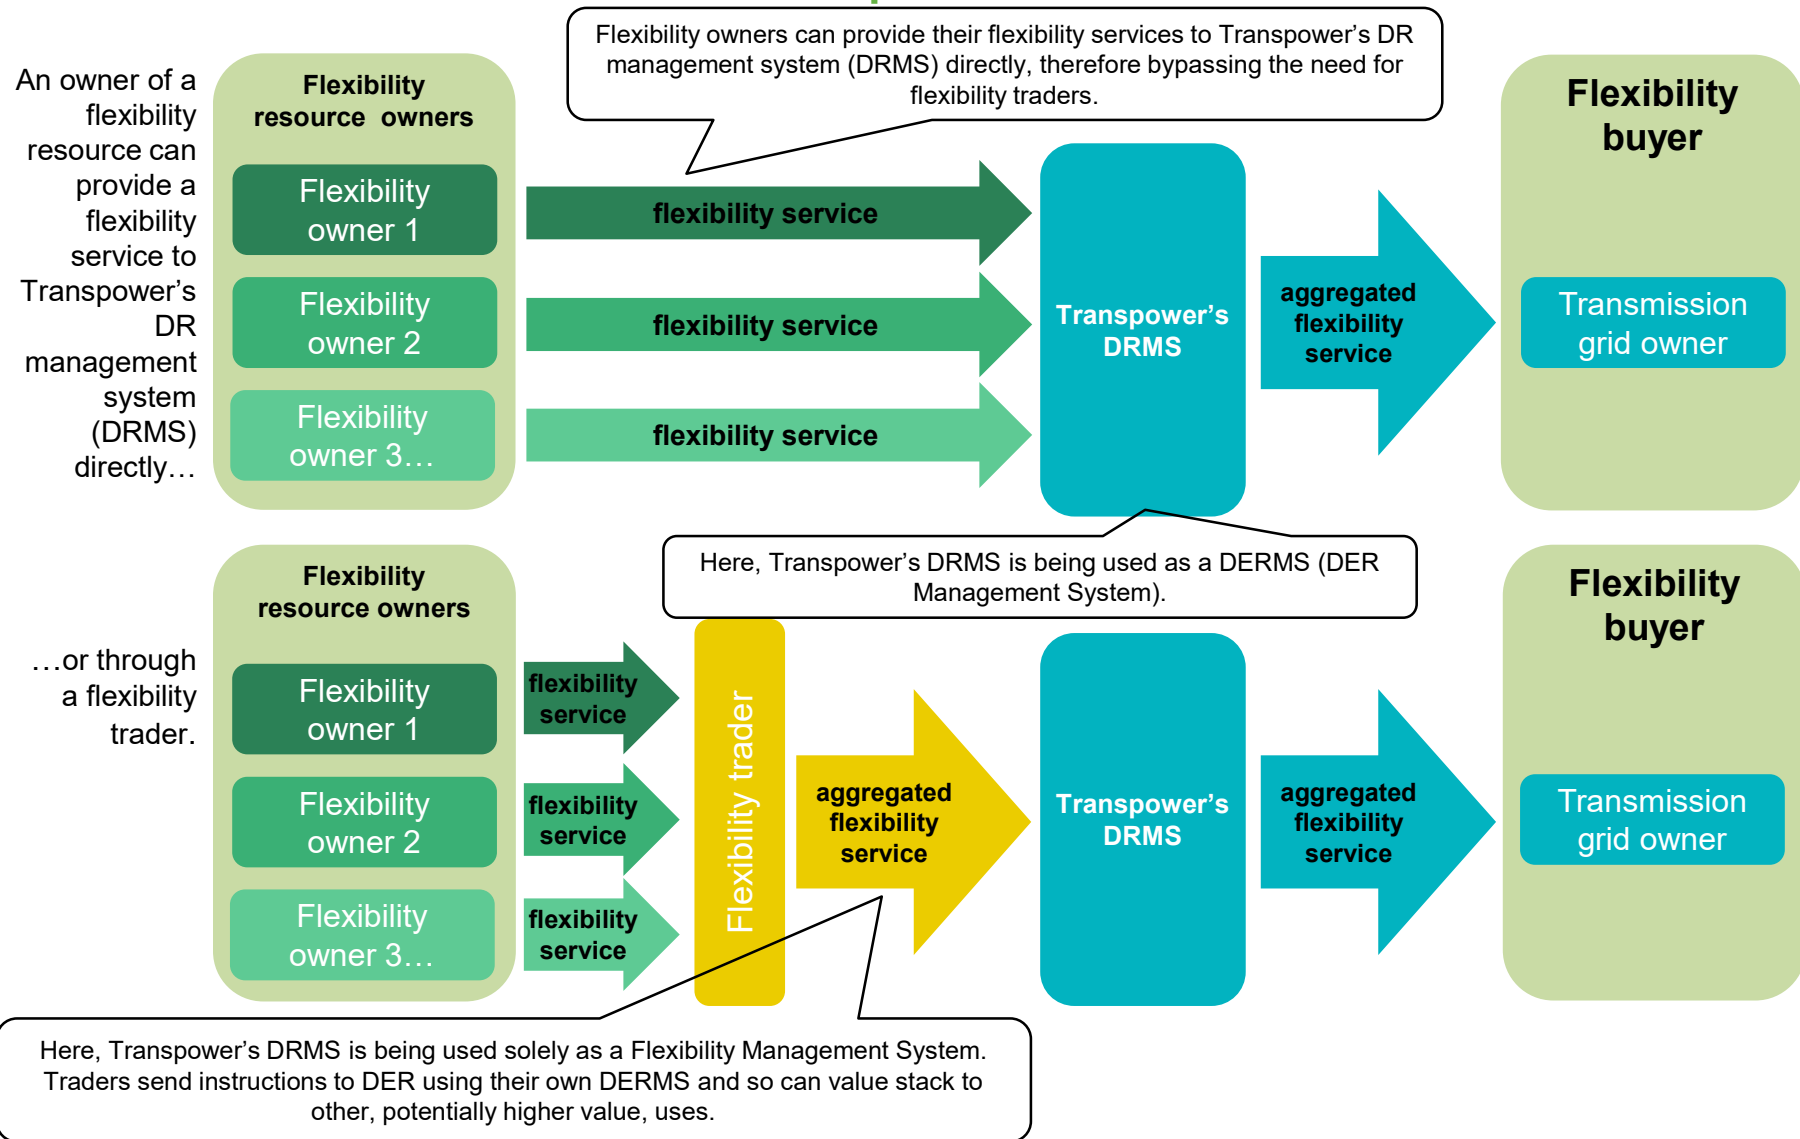 Flexibility owners can provide their flexibility services to Transpower's DR
management system (DRMS) directly, therefore bypassing the need for
flexibility traders.
An owner of a
flexibility
resource can
provide a
flexibility
service to
Transpower's
DR
management
system
(DRMS)
directly…
Flexibility
resource owners
Flexibility
owner 1
Flexibility
owner 2
Flexibility
owner 3…
flexibility service
flexibility service
flexibility service
Transpower's
DRMS
aggregated
flexibility
service
Flexibility
buyer
Transmission
grid owner
Here, Transpower's DRMS is being used as a DERMS (DER
Management System).
…or through
a flexibility
trader.
Flexibility
resource owners
Flexibility
owner 1
Flexibility
owner 2
Flexibility
owner 3…
flexibility
service
flexibility
service
flexibility
service
Flexibility trader
aggregated
flexibility
service
Transpower's
DRMS
aggregated
flexibility
service
Flexibility
buyer
Transmission
grid owner
Here, Transpower's DRMS is being used solely as a Flexibility Management System.
Traders send instructions to DER using their own DERMS and so can value stack to
other, potentially higher value, uses.